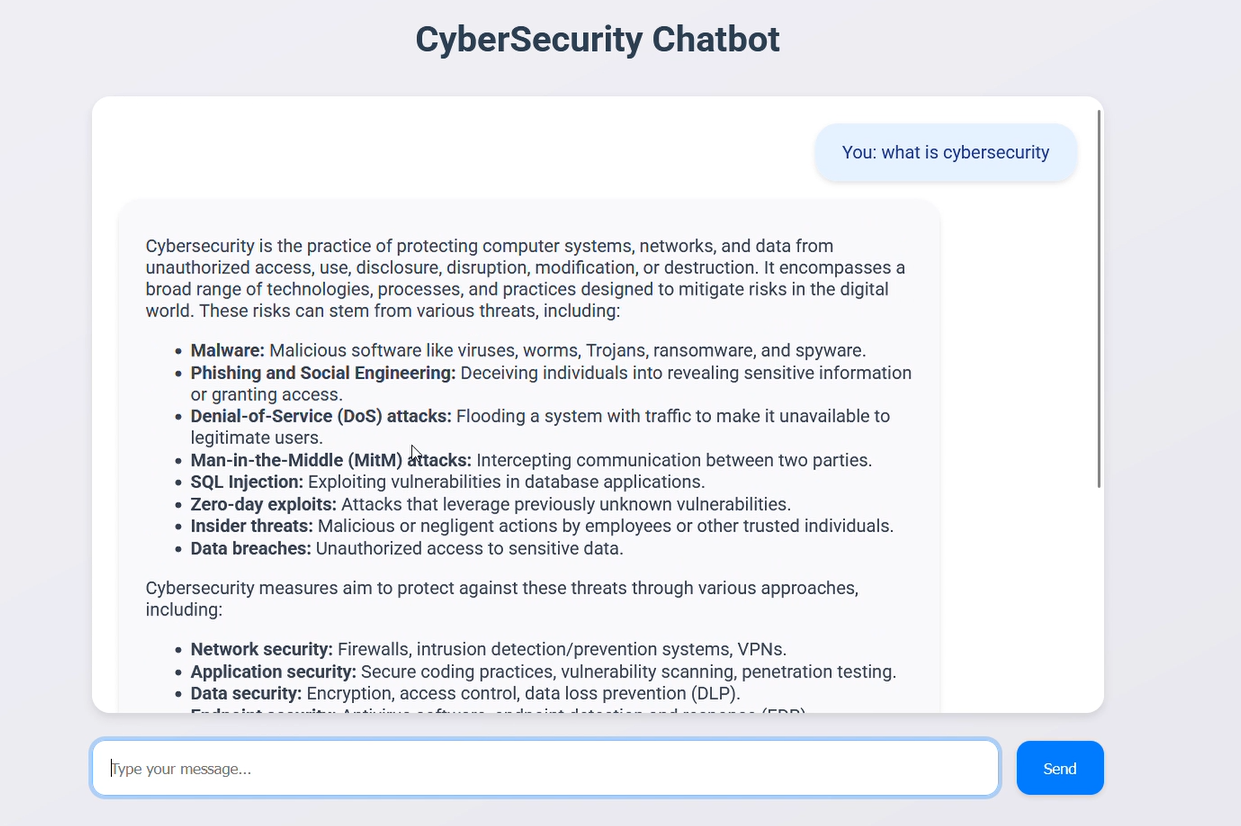 CyberSecurity Chatbot
You: what is cybersecurity
Cybersecurity is the practice of protecting computer systems, networks, and data from
unauthorized access, use, disclosure, disruption, modification, or destruction. It encompasses a
broad range of technologies, processes, and practices designed to mitigate risks in the digital
world. These risks can stem from various threats, including:
• Malware: Malicious software like viruses, worms, Trojans, ransomware, and spyware.
• Phishing and Social Engineering: Deceiving individuals into revealing sensitive information
or granting access.
• Denial-of-Service (DoS) attacks: Flooding a system with traffic to make it unavailable to
legitimate users.
• Man-in-the-Middle (MitM) attacks: Intercepting communication between two parties.
• SQL Injection: Exploiting vulnerabilities in database applications.
• Zero-day exploits: Attacks that leverage previously unknown vulnerabilities.
• Insider threats: Malicious or negligent actions by employees or other trusted individuals.
• Data breaches: Unauthorized access to sensitive data.
Cybersecurity measures aim to protect against these threats through various approaches,
including:
• Network security: Firewalls, intrusion detection/prevention systems, VPNs.
• Application security: Secure coding practices, vulnerability scanning, penetration testing.
• Data security: Encryption, access control, data loss prevention (DLP).
• Endpoint security: Antivirus software, endpoint detection and response (EDR)
Type your message...
Send